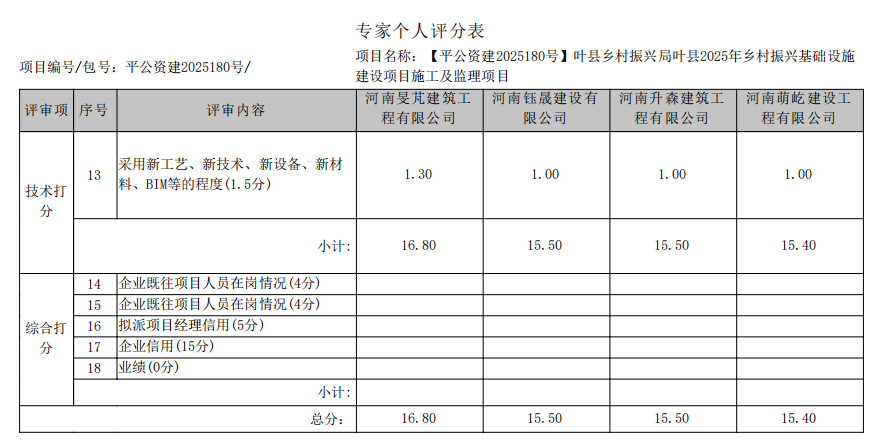 专家个人评分表
项目编号/包号: 平公资建2025180号/
项目名称: 【平公资建2025180号】叶县乡村振兴局叶县2025年乡村振兴基础设施
建设项目施工及监理项目
评审项 序号 评审内容 河南旻芃建筑工 河南钰晟建设有 河南升森建筑工 河南萌屹建设工
程有限公司 限公司 程有限公司 程有限公司
技术打
分
13 采用新工艺、新技术、新设备、新材 1.30 1.00 1.00 1.00
料、BIM等的程度(1.5分)
小计: 16.80 15.50 15.50 15.40
综合打
分
14 企业既往项目人员在岗情况(4分)
15 企业既往项目人员在岗情况(4分)
16 拟派项目经理信用(5分)
17 企业信用(15分)
18 业绩(0分)
小计:
总分: 16.80 15.50 15.50 15.40